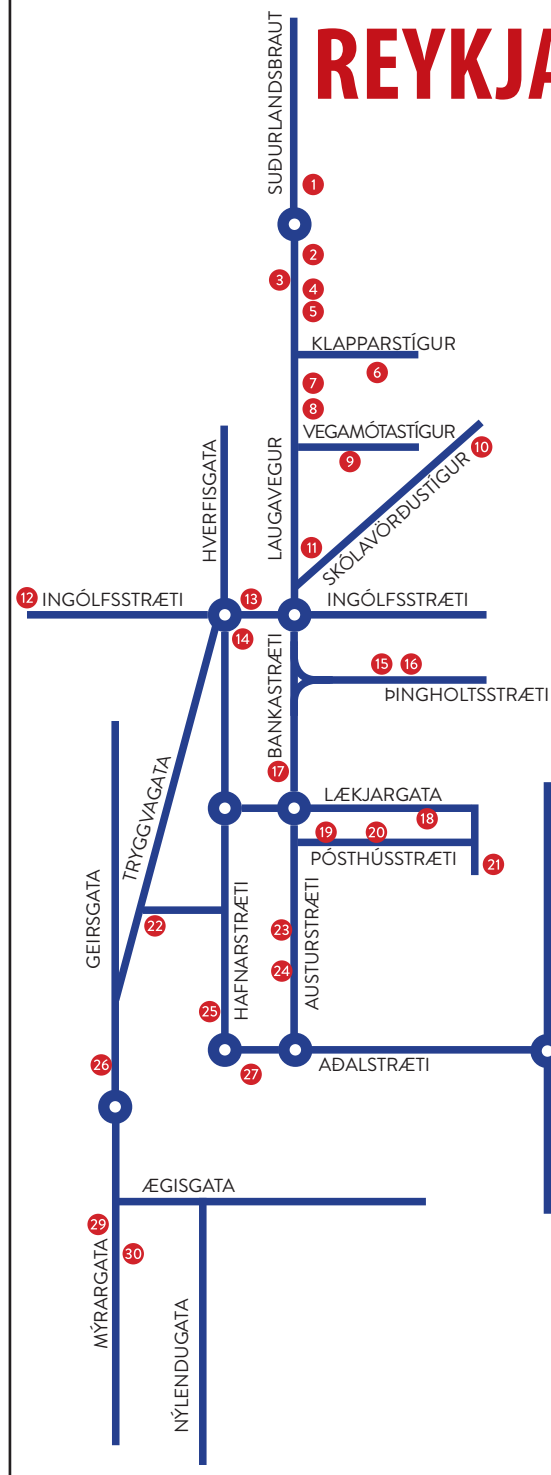 REYKJA
SUÐURLANDSBRAUT
1
2
3
4
5
KLAPPARSTÍGUR
6
7
8
VEGAMÓTASTÍGUR
9
10
HVERFISGATA
LAUGAVEGUR
SKÓLAVÖRÐUSTÍGUR
11
12
INGÓLFSSTRÆTI
13
INGÓLFSSTRÆTI
14
BANKASTRÆTI
15
16
ÞINGHOLTSSTRÆTI
17
TRYGGVAGATA
LÆKJARGATA
18
19
20
PÓSTHÚSSTRÆTI
21
GEIRSGATA
22
HAFNARSTRÆTI
23
24
AUSTURSTRÆTI
25
26
27
AÐALSTRÆTI
ÆGISGATA
29
30
MÝRARGATA
NÝLENDUGATA